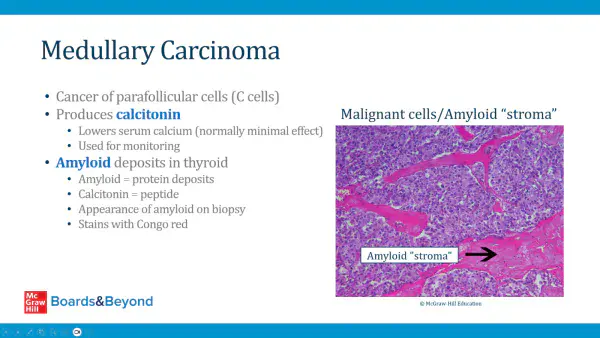 Medullary Carcinoma
• Cancer of parafollicular cells (C cells)
• Produces calcitonin
• Lowers serum calcium (normally minimal effect)
• Used for monitoring
• Amyloid deposits in thyroid
• Amyloid = protein deposits
• Calcitonin = peptide
• Appearance of amyloid on biopsy
• Stains with Congo red
Malignant cells/Amyloid “stroma”
Amyloid "stroma"
© McGraw-Hill Education
Mc
Graw
Hill
Boards&Beyond